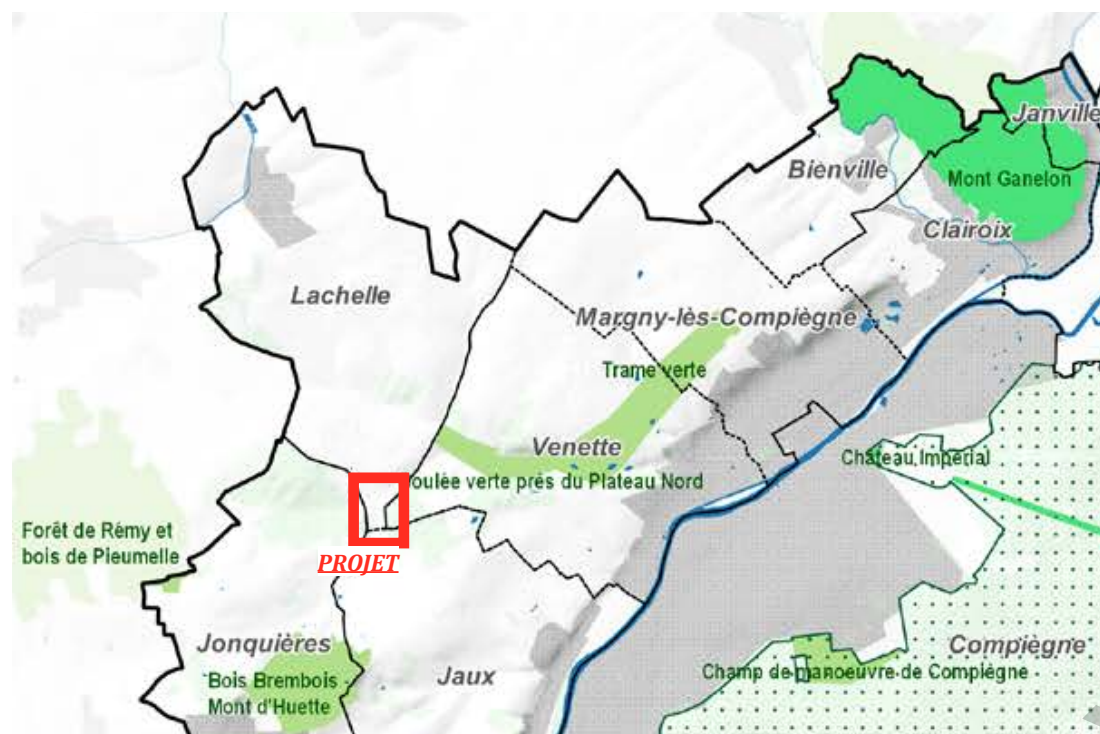 Janville
Bienville
Mont Ganelon
Clairoix
Lachelle
Margny-lès-Compiègne
Trame verte
Venette
Château Impérial
oulée verte près du Plateau Nord
Forêt de Rémy et
bois de Pieumelle
PROJET
Jonquières
Compiègne
Jaux
Champ de manoeuvre de Compiègne
Bois Brembois -
Mont d'Huette